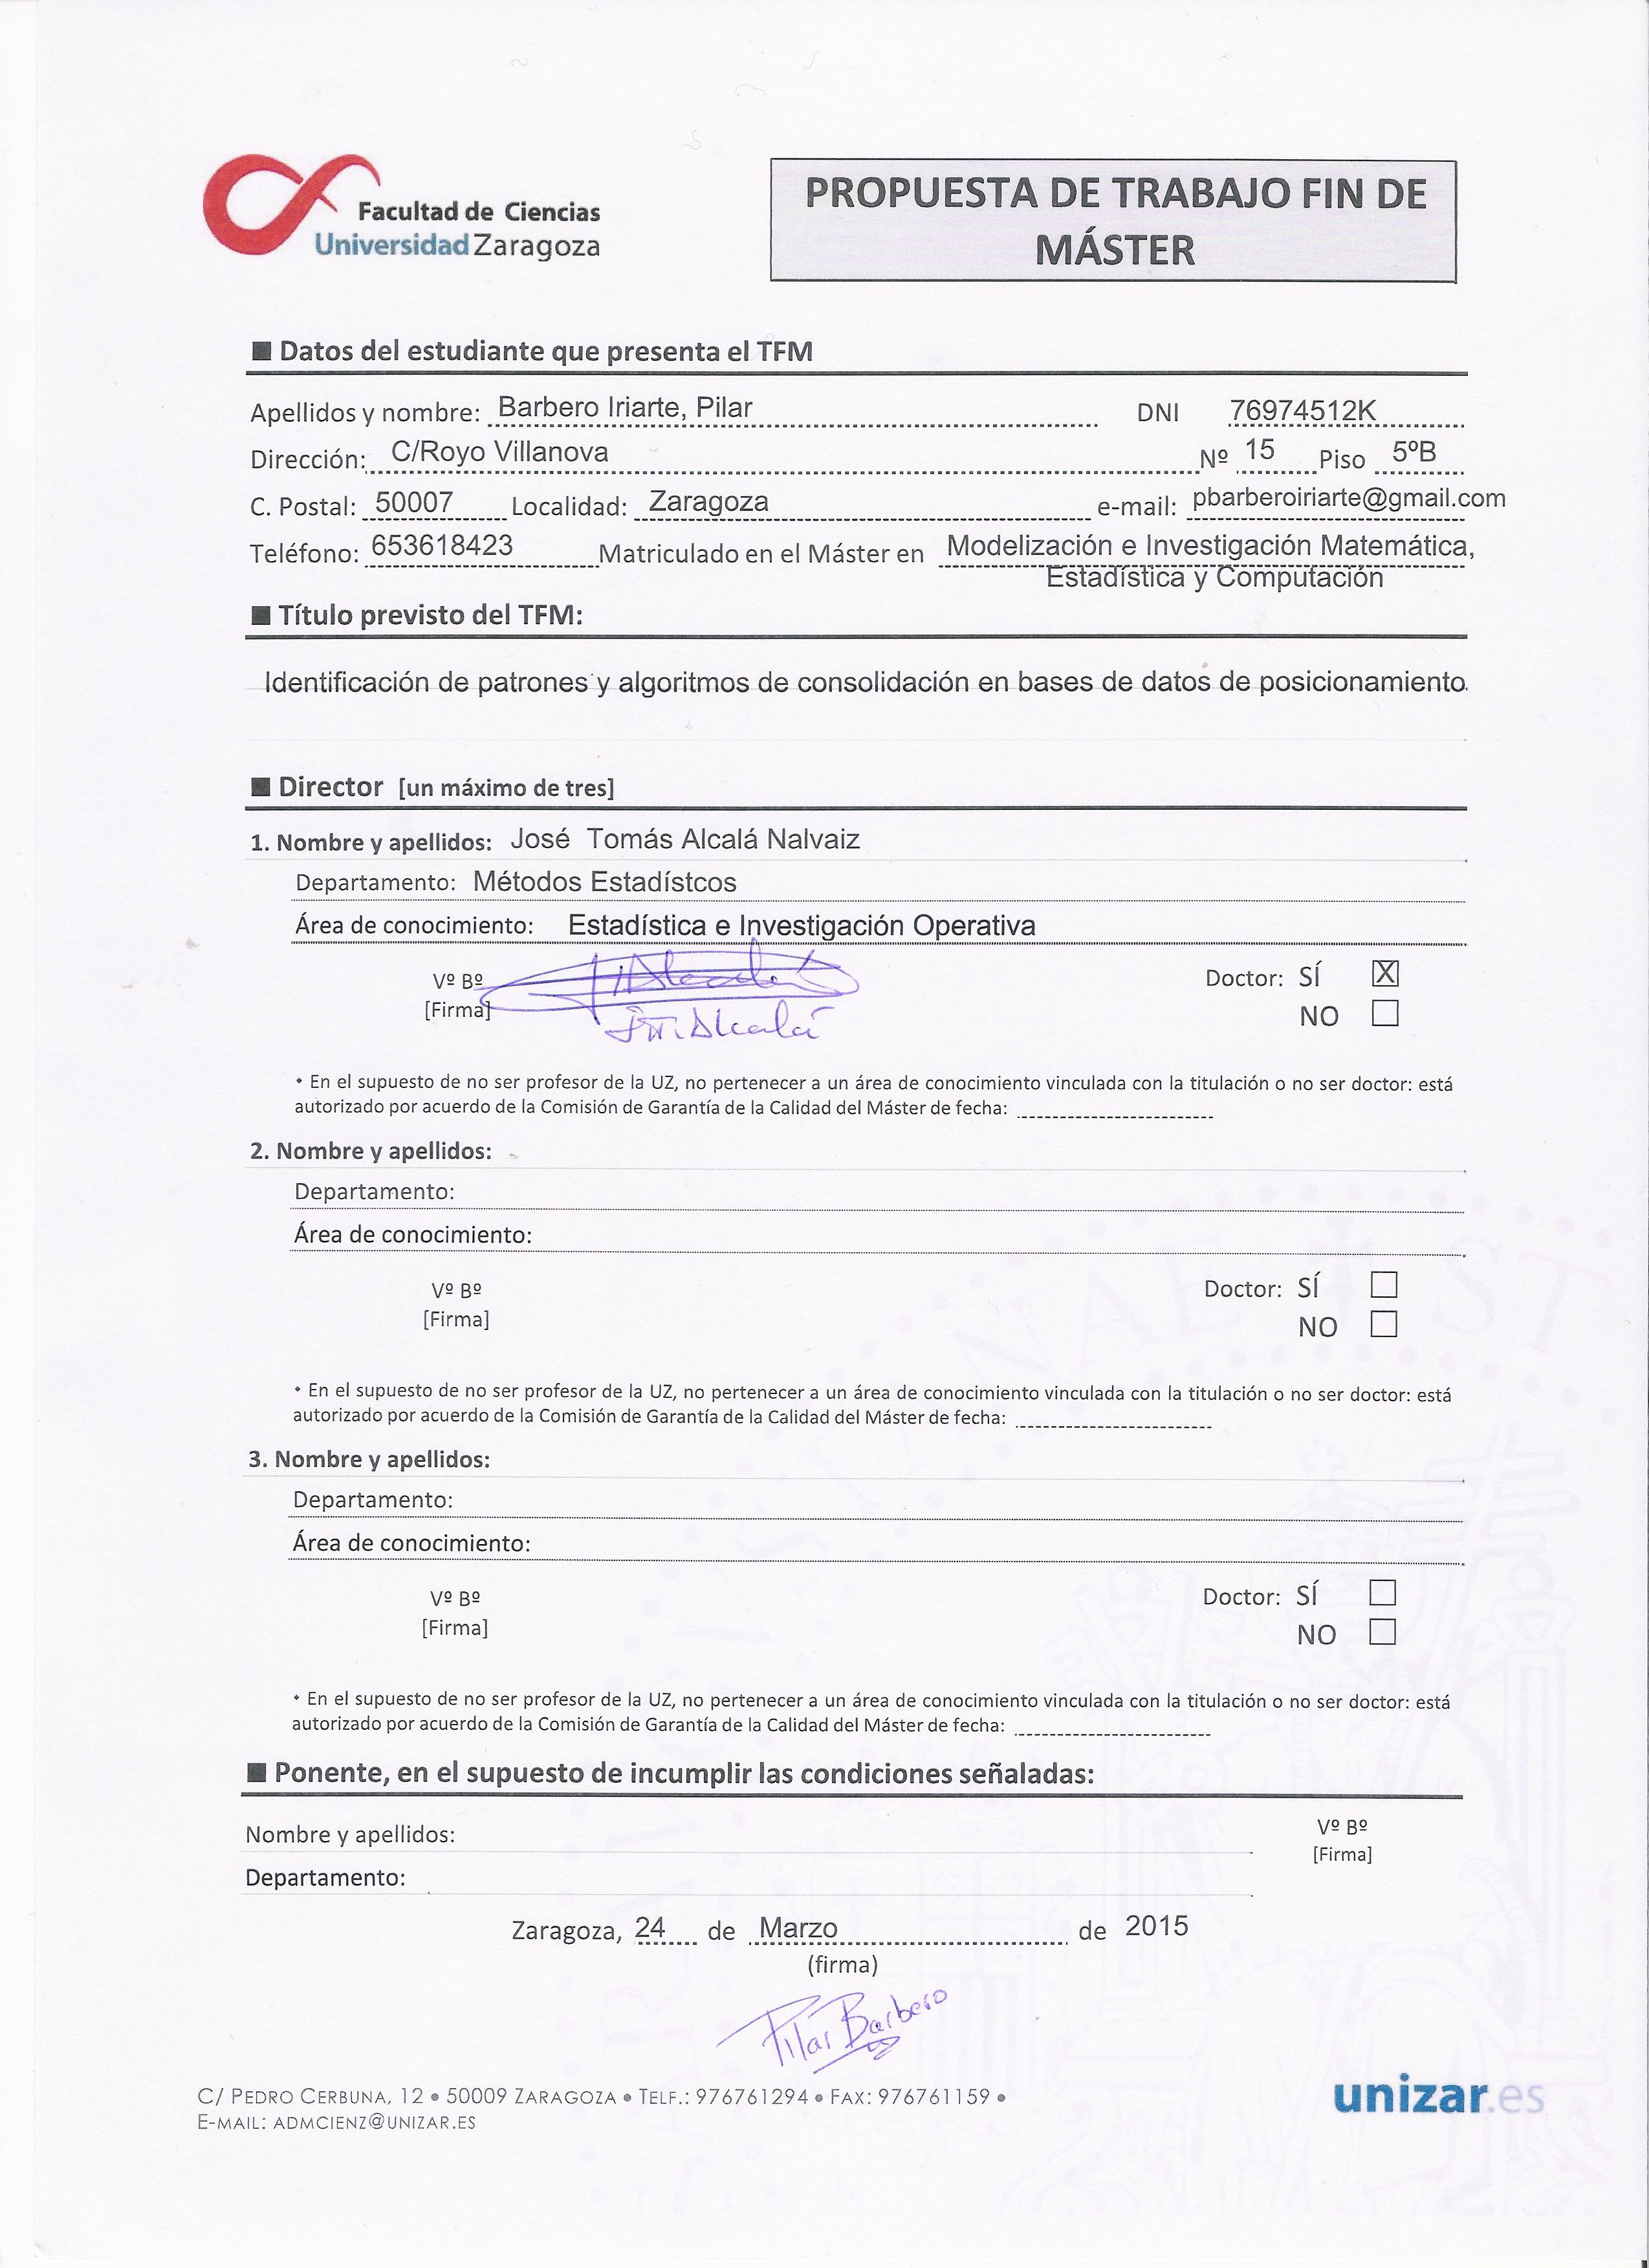 Facultad de Ciencias
Universidad Zaragoza
PROPUESTA DE TRABAJO FIN DE
MÁSTER
■ Datos del estudiante que presenta el TFM
Apellidos y nombre: Barbero Iriarte, Pilar DNI 76974512K
Dirección: C/Royo Villanova Nº 15 Piso 5ºB
C. Postal: 50007 Localidad: Zaragoza e-mail: pbarberoiriarte@gmail.com
Teléfono: 653618423 Matriculado en el Máster en Modelización e Investigación Matemática,
Estadística y Computación
■ Título previsto del TFM:
Identificación de patrones y algoritmos de consolidación en bases de datos de posicionamiento.
■ Director [un máximo de tres]
1. Nombre y apellidos: José Tomás Alcalá Nalvaiz
Departamento: Métodos Estadístcos
Área de conocimiento: Estadística e Investigación Operativa
Vº Bº Doctor: SÍ X
[Firma] J.T. Alcalá
NO
* En el supuesto de no ser profesor de la UZ, no pertenecer a un área de conocimiento vinculada con la titulación o no ser doctor: está
autorizado por acuerdo de la Comisión de Garantía de la Calidad del Máster de fecha:
2. Nombre y apellidos:
Departamento:
Área de conocimiento:
Vº Bº Doctor: SÍ
[Firma] NO
* En el supuesto de no ser profesor de la UZ, no pertenecer a un área de conocimiento vinculada con la titulación o no ser doctor: está
autorizado por acuerdo de la Comisión de Garantía de la Calidad del Máster de fecha:
3. Nombre y apellidos:
Departamento:
Área de conocimiento:
Vº Bº Doctor: SÍ
[Firma] NO
* En el supuesto de no ser profesor de la UZ, no pertenecer a un área de conocimiento vinculada con la titulación o no ser doctor: está
autorizado por acuerdo de la Comisión de Garantía de la Calidad del Máster de fecha:
■ Ponente, en el supuesto de incumplir las condiciones señaladas:
Nombre y apellidos: Vº Bº
[Firma]
Departamento:
Zaragoza, 24 de Marzo de 2015
(firma)
Pilar Barbero
C/ PEDRO CERBUNA, 12 • 50009 ZARAGOZA • TELF.: 976761294 • FAX: 976761159 •
E-MAIL: ADMCIENZ@UNIZAR.ES
unizar.es